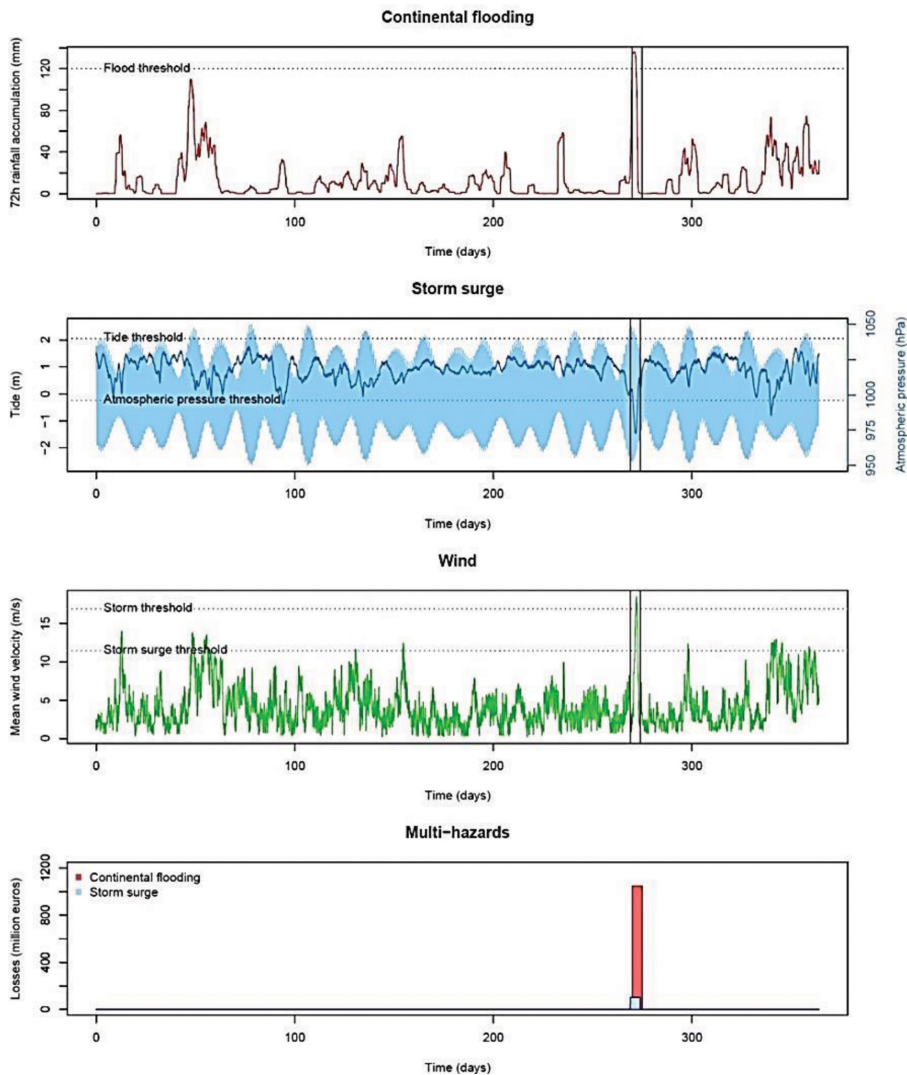 Continental flooding
72h rainfall accumulation (mm)
120
80
40
0
Flood threshold
0 100 200 300
Time (days)
Storm surge
Tide (m)
2
1
0
−1
−2
Tide threshold
Atmospheric pressure threshold
1050
1000
975
950
Atmospheric pressure (hPa)
0 100 200 300
Time (days)
Wind
Mean wind velocity (m/s)
15
10
5
0
Storm threshold
Storm surge threshold
0 100 200 300
Time (days)
Multi−hazards
Losses (million euros)
1200
800
400
0
Continental flooding
Storm surge
0 100 200 300
Time (days)